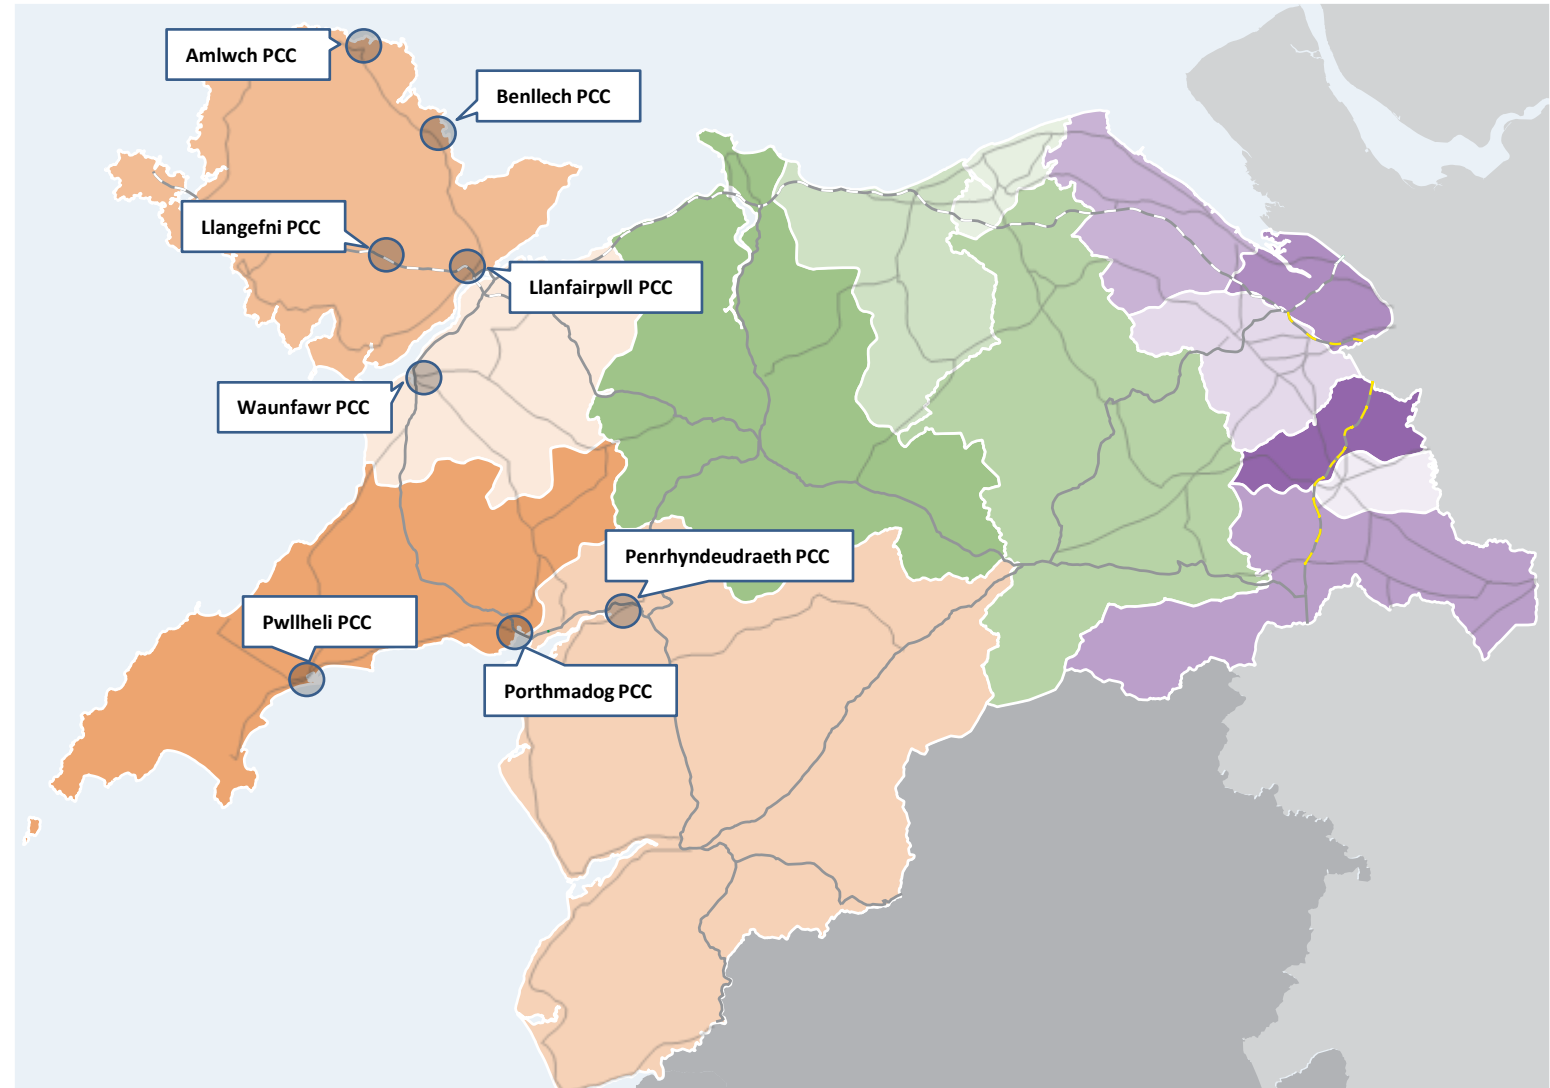 Amlwch PCC
Benllech PCC
Llangefni PCC
Llanfairpwll PCC
Waunfawr PCC
Penrhyndeudraeth PCC
Pwllheli PCC
Porthmadog PCC